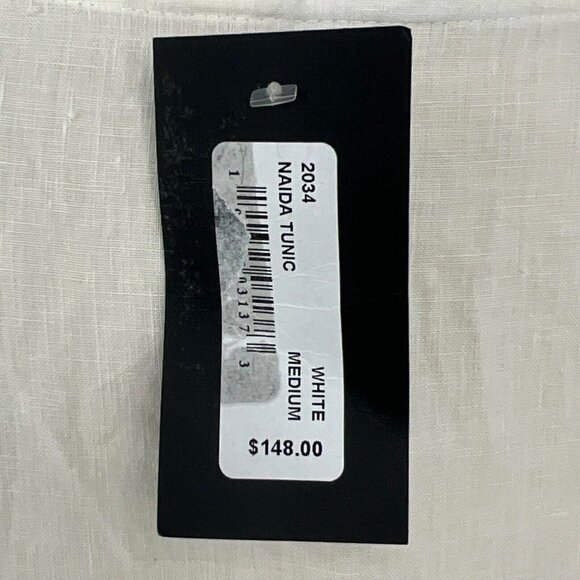 2034
NAIDA TUNIC
WHITE
MEDIUM
$148.00